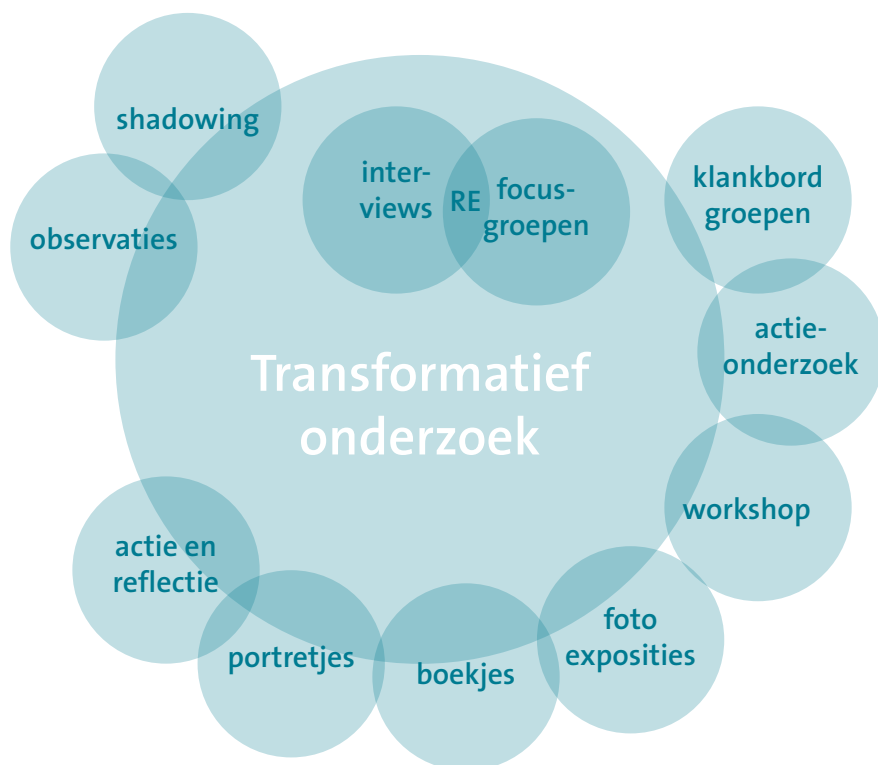 shadowing
observaties
inter-
views
RE
focus-
groepen
klankbord
groepen
actie-
onderzoek
Transformatief
onderzoek
workshop
actie en
reflectie
portretjes
boekjes
foto
exposities